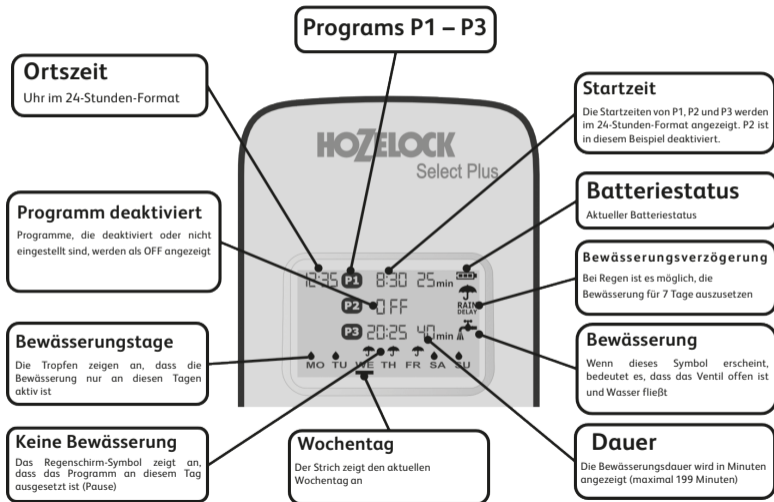 Programs P1 – P3
Ortszeit
Uhr im 24-Stunden-Format
Startzeit
Die Startzeiten von P1, P2 und P3 werden
im 24-Stunden-Format angezeigt. P2 ist
in diesem Beispiel deaktiviert.
HOZELOCK
Select Plus
Programm deaktiviert
Programme, die deaktiviert oder nicht
eingestellt sind, werden als OFF angezeigt
Batteriestatus
Aktueller Batteriestatus
12:35 P1 8:30 25min
P2 OFF
RAIN
DELAY
P3 20:25 40min
MO TU WE TH FR SA SU
Bewässerungsverzögerung
Bei Regen ist es möglich, die
Bewässerung für 7 Tage auszusetzen
Bewässerungstage
Die Tropfen zeigen an, dass die
Bewässerung nur an diesen Tagen
aktiv ist
Bewässerung
Wenn dieses Symbol erscheint,
bedeutet es, dass das Ventil offen ist
und Wasser fließt
Keine Bewässerung
Das Regenschirm-Symbol zeigt an,
dass das Programm an diesem Tag
ausgesetzt ist (Pause)
Wochentag
Der Strich zeigt den aktuellen
Wochentag an
Dauer
Die Bewässerungsdauer wird in Minuten
angezeigt (maximal 199 Minuten)